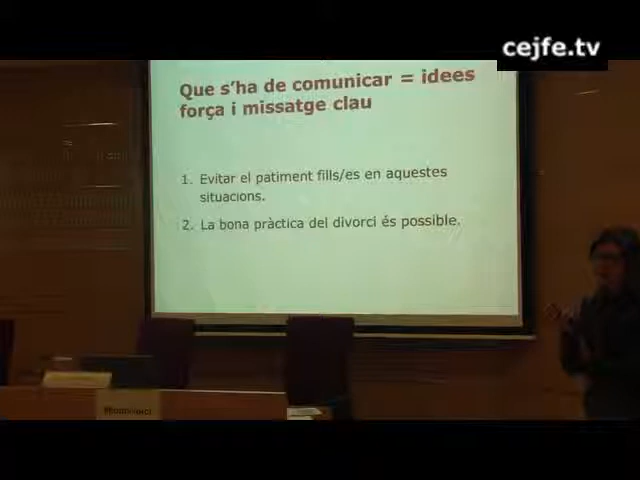 cejfe.tv
Que s'ha de comunicar = idees
força i missatge clau
1. Evitar el patiment fills/es en aquestes
situacions.
2. La bona pràctica del divorci és possible.